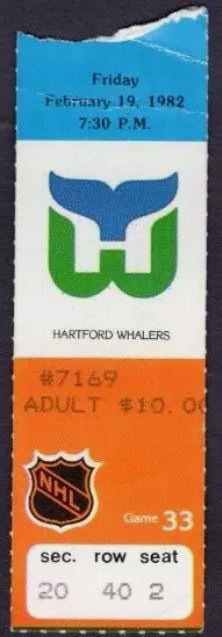 Friday
February 19, 1982
7:30 P.M.
HARTFORD WHALERS
#7169
ADULT $10.00
NHL
Game 33
sec. row seat
20 40 2